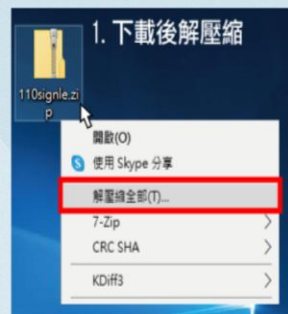 1. 下載後解壓縮
110signle.zi
p
開啟(O)
使用 Skype 分享
解壓縮全部(T)...
7-Zip
CRC SHA
KDiff3